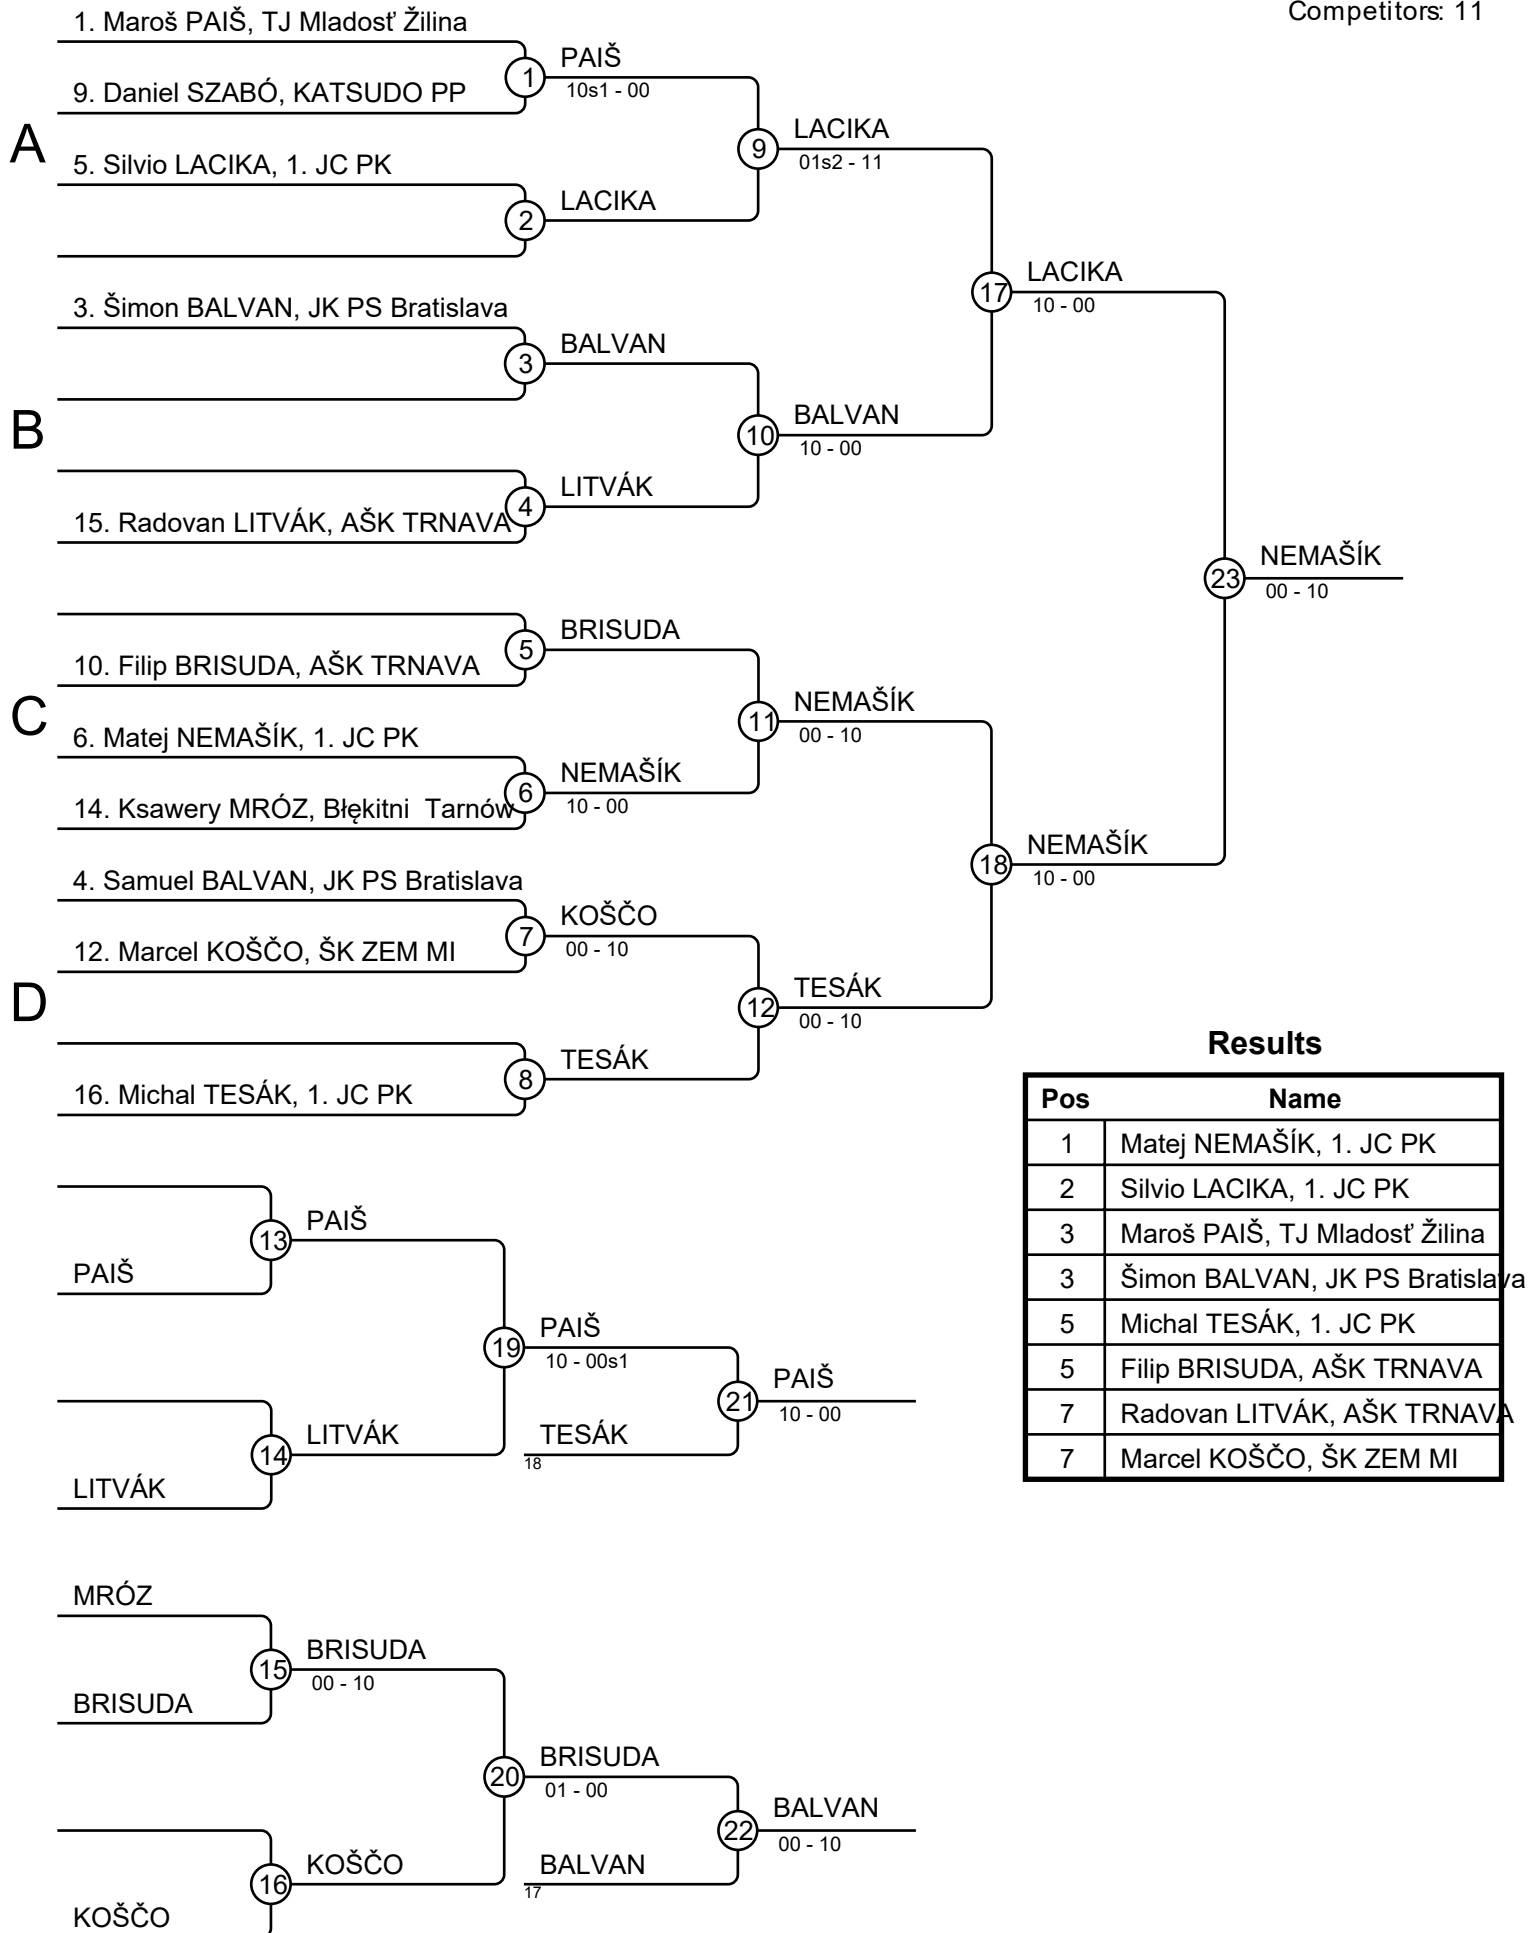 Competitors: 11
1. Maroš PAIŠ, TJ Mladosť Žilina
PAIŠ
1
10s1 - 00
9. Daniel SZABÓ, KATSUDO PP
A
LACIKA
9
01s2 - 11
5. Silvio LACIKA, 1. JC PK
LACIKA
2
LACIKA
17
10 - 00
3. Šimon BALVAN, JK PS Bratislava
BALVAN
3
B
BALVAN
10
10 - 00
LITVÁK
4
15. Radovan LITVÁK, AŠK TRNAVA
NEMAŠÍK
23
00 - 10
BRISUDA
5
10. Filip BRISUDA, AŠK TRNAVA
C
NEMAŠÍK
11
00 - 10
6. Matej NEMAŠÍK, 1. JC PK
NEMAŠÍK
6
10 - 00
14. Ksawery MRÓZ, Błękitni Tarnów
NEMAŠÍK
18
10 - 00
4. Samuel BALVAN, JK PS Bratislava
KOŠČO
7
00 - 10
12. Marcel KOŠČO, ŠK ZEM MI
D
TESÁK
12
00 - 10
TESÁK
8
16. Michal TESÁK, 1. JC PK
Results
Pos Name
1 Matej NEMAŠÍK, 1. JC PK
2 Silvio LACIKA, 1. JC PK
3 Maroš PAIŠ, TJ Mladosť Žilina
3 Šimon BALVAN, JK PS Bratislava
5 Michal TESÁK, 1. JC PK
5 Filip BRISUDA, AŠK TRNAVA
7 Radovan LITVÁK, AŠK TRNAVA
7 Marcel KOŠČO, ŠK ZEM MI
PAIŠ
13
PAIŠ
PAIŠ
19
10 - 00s1
PAIŠ
21
10 - 00
LITVÁK
14
TESÁK
18
LITVÁK
MRÓZ
BRISUDA
15
00 - 10
BRISUDA
BRISUDA
20
01 - 00
BALVAN
22
00 - 10
KOŠČO
16
BALVAN
17
KOŠČO